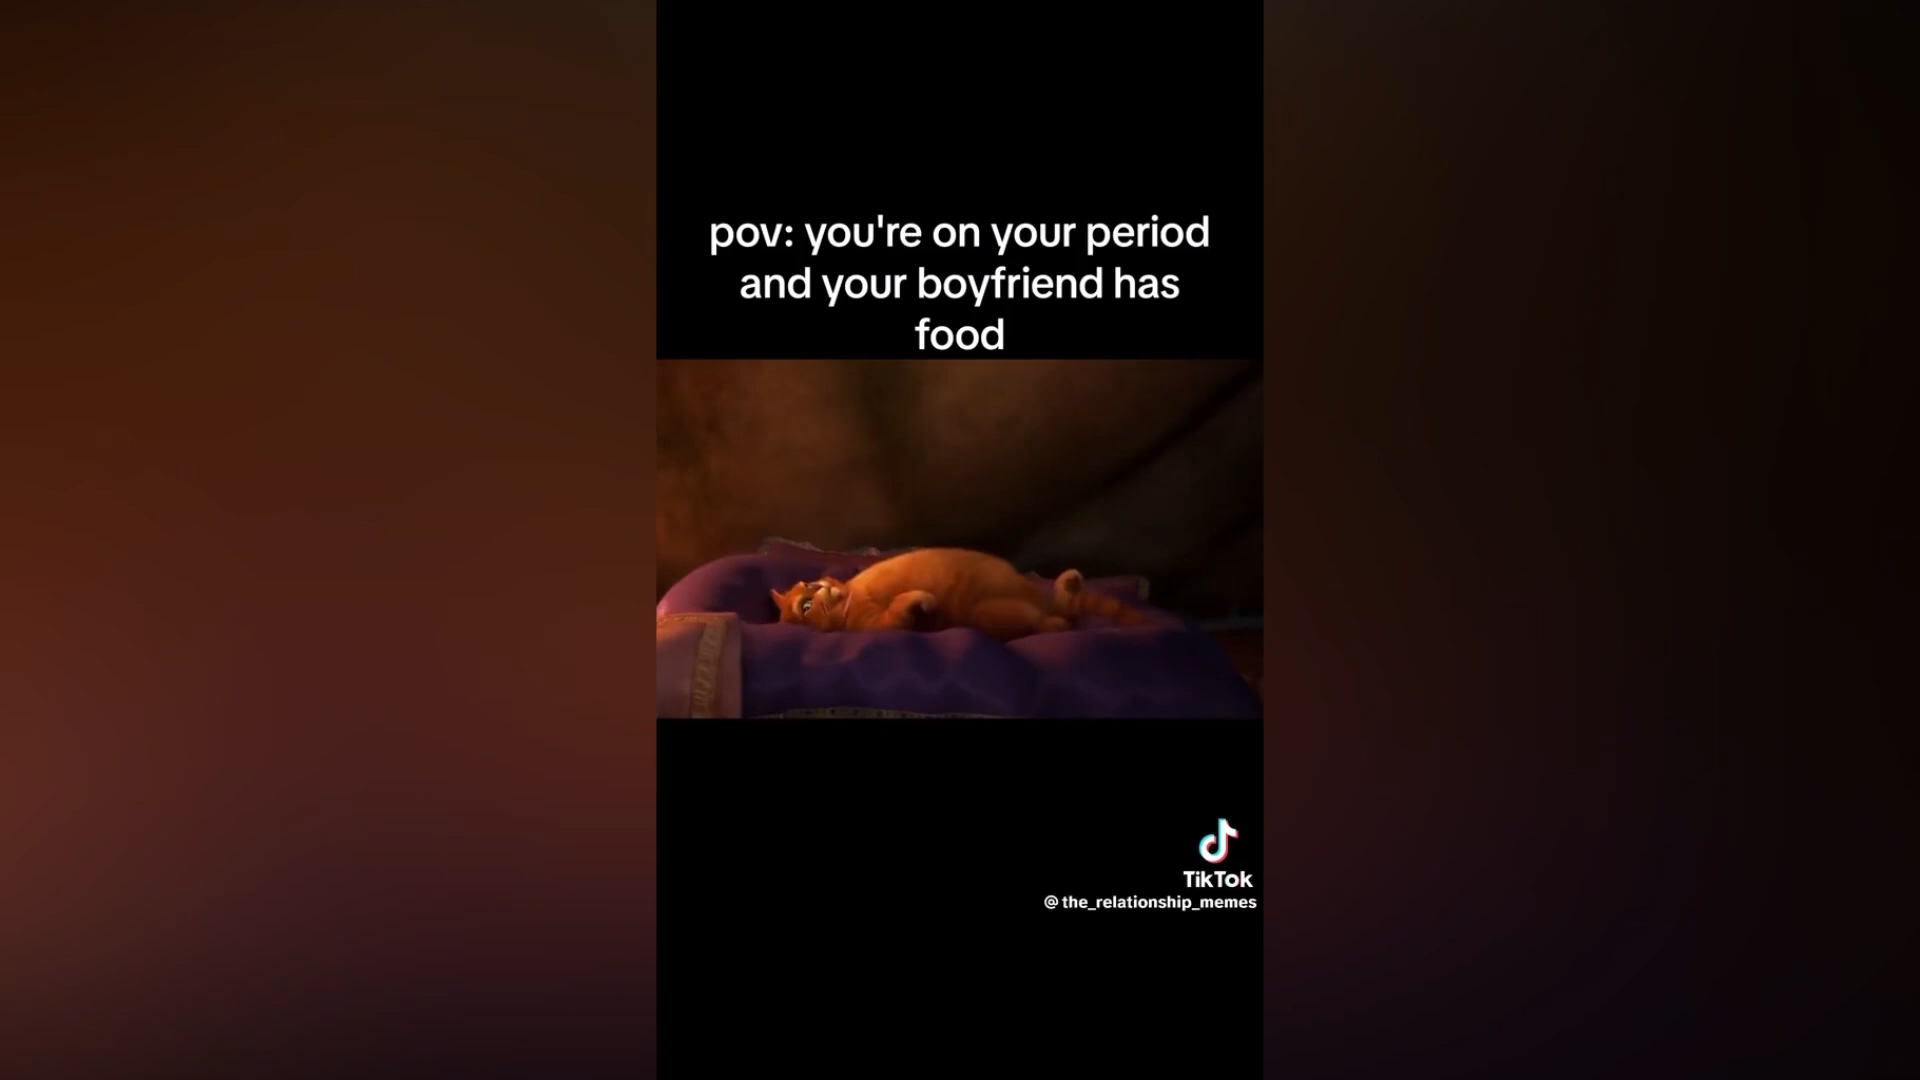 pov: you're on your period
and your boyfriend has
food
TikTok
@the_relationship_memes